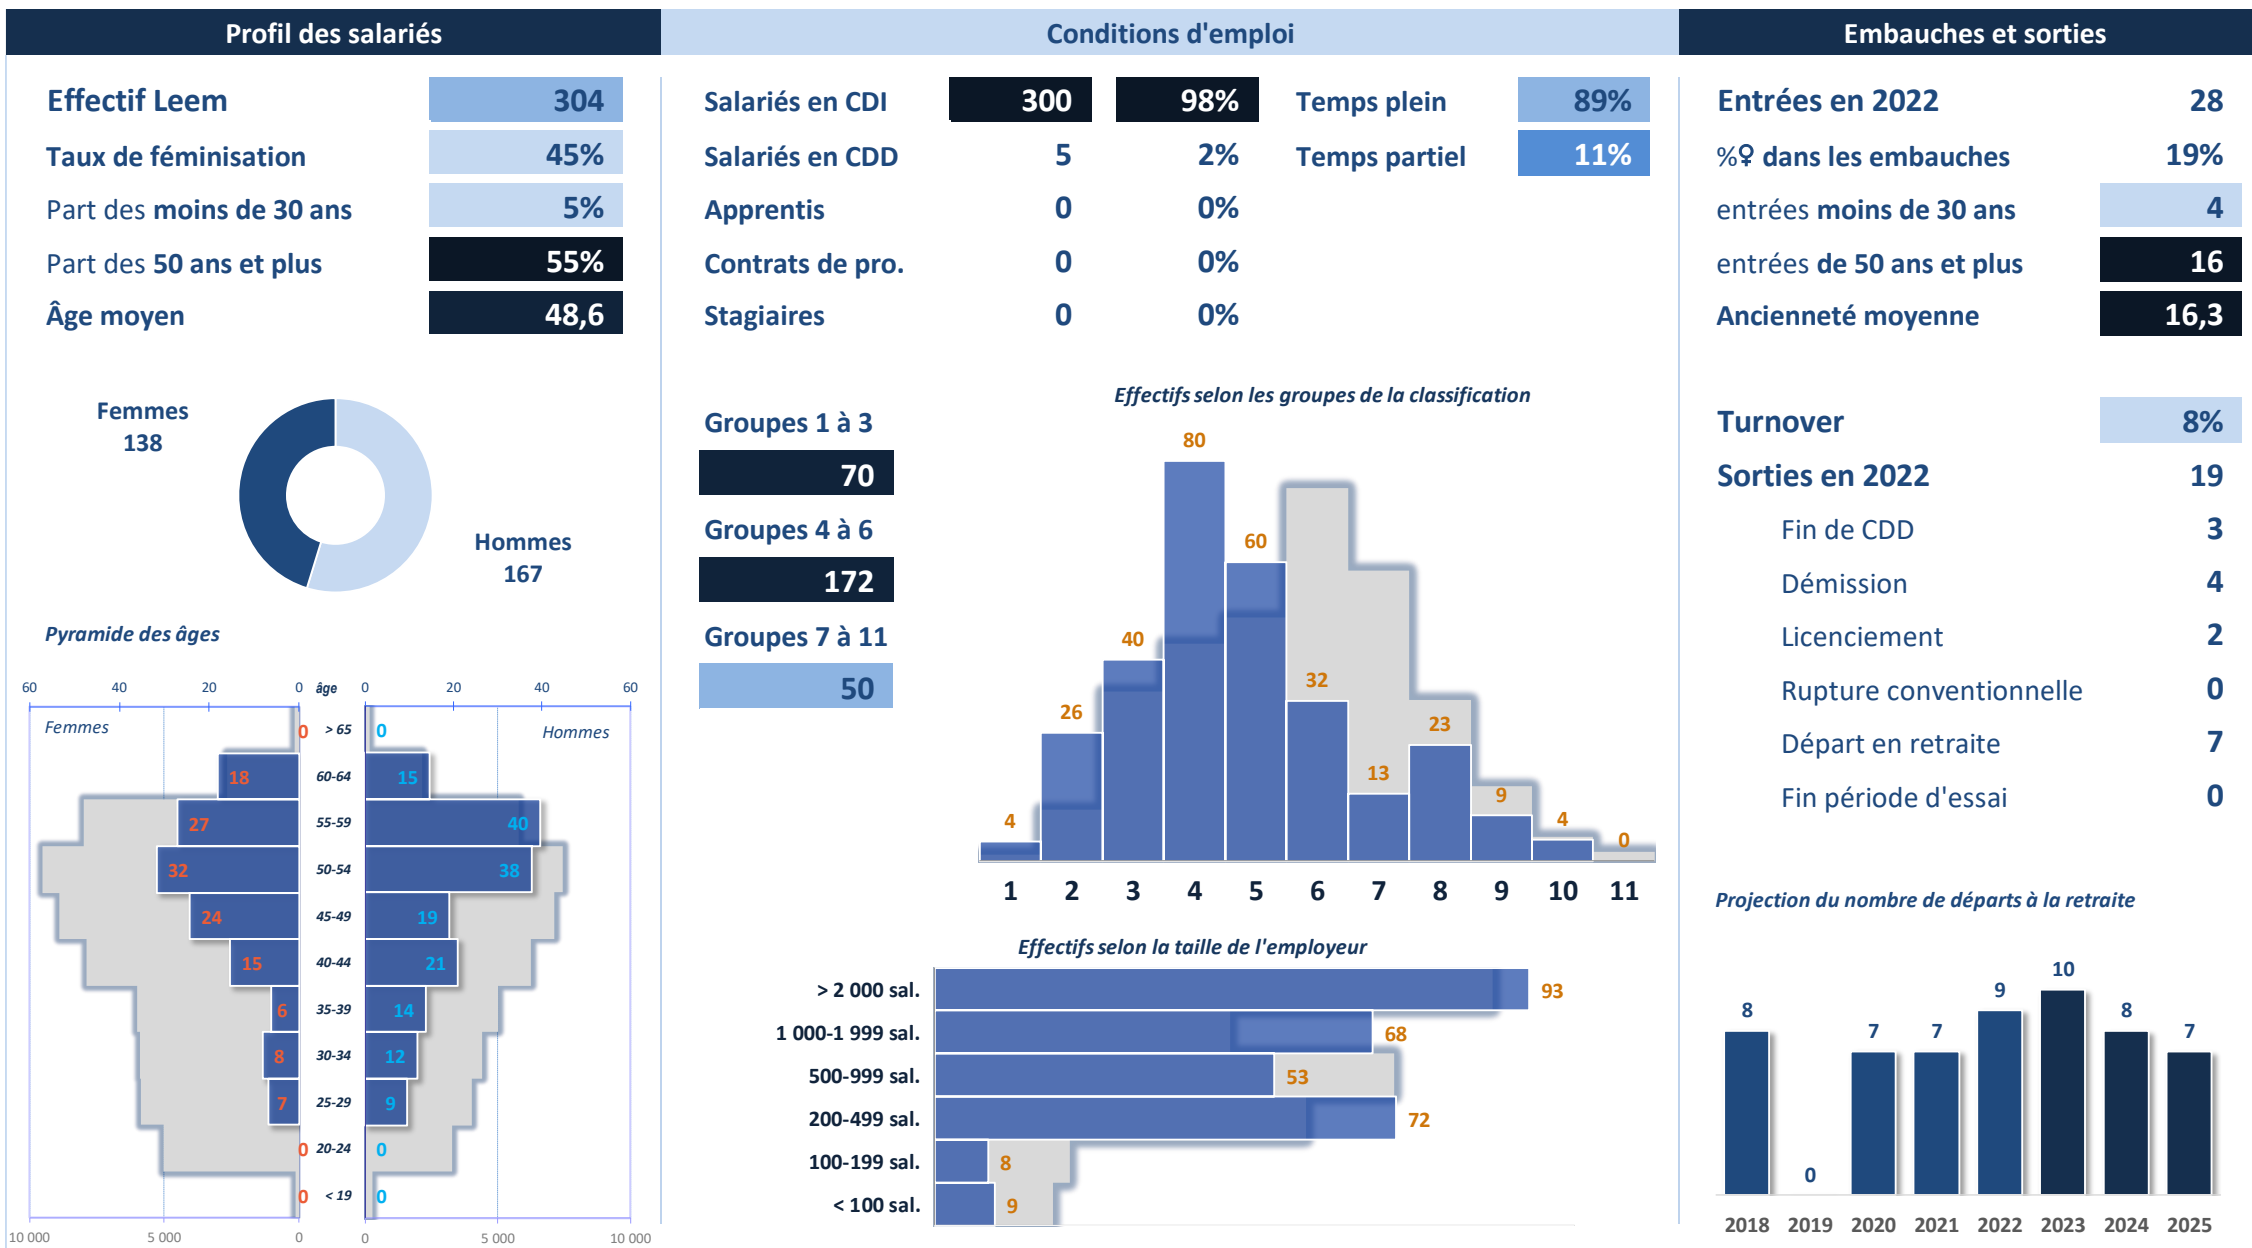 Profil des salariés
Effectif Leem 304
Taux de féminisation 45%
Part des moins de 30 ans 5%
Part des 50 ans et plus 55%
Âge moyen 48,6
Femmes
138
Hommes
167
Pyramide des âges
60 40 20 0 âge 0 20 40 60
Femmes Hommes
0 > 65 0
18 60-64 15
27 55-59 40
32 50-54 38
24 45-49 19
15 40-44 21
6 35-39 14
8 30-34 12
7 25-29 9
0 20-24 0
0 < 19 0
10 000 5 000 0 0 5 000 10 000
Conditions d'emploi
Salariés en CDI 300 98% Temps plein 89%
Salariés en CDD 5 2% Temps partiel 11%
Apprentis 0 0%
Contrats de pro. 0 0%
Stagiaires 0 0%
Groupes 1 à 3
70
Groupes 4 à 6
172
Groupes 7 à 11
50
Effectifs selon les groupes de la classification
4 26 40 80 60 32 13 23 9 4 0
1 2 3 4 5 6 7 8 9 10 11
Effectifs selon la taille de l'employeur
> 2 000 sal. 93
1 000-1 999 sal. 68
500-999 sal. 53
200-499 sal. 72
100-199 sal. 8
< 100 sal. 9
Embauches et sorties
Entrées en 2022 28
%♀ dans les embauches 19%
entrées moins de 30 ans 4
entrées de 50 ans et plus 16
Ancienneté moyenne 16,3
Turnover 8%
Sorties en 2022 19
Fin de CDD 3
Démission 4
Licenciement 2
Rupture conventionnelle 0
Départ en retraite 7
Fin période d'essai 0
Projection du nombre de départs à la retraite
8 0 7 7 9 10 8 7
2018 2019 2020 2021 2022 2023 2024 2025